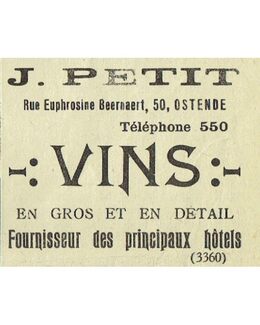 J. PETIT
Rue Euphrosine Beernaert, 50, OSTENDE
Téléphone 550
VINS
EN GROS ET EN DETAIL
Fournisseur des principaux hôtels
(3360)